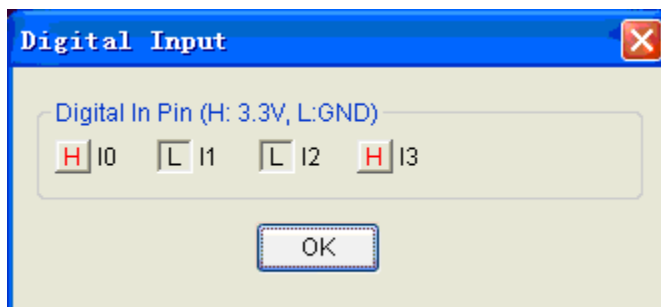 Digital Input
Digital In Pin (H: 3.3V, L:GND)
H I0 L I1 L I2 H I3
OK